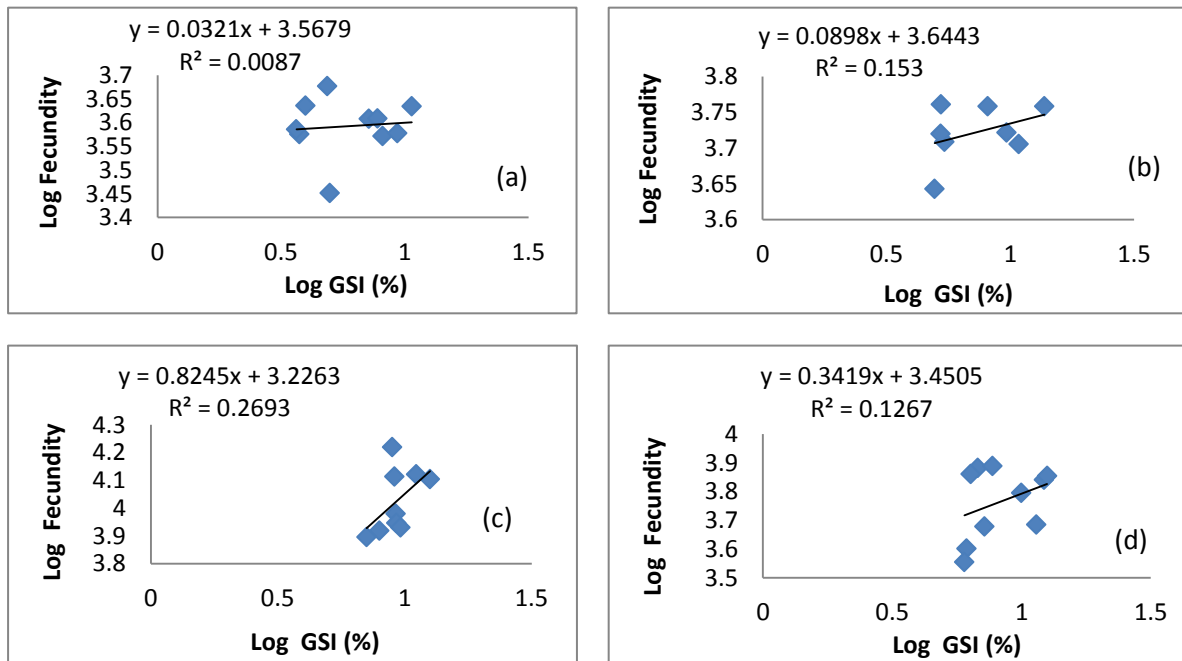 y = 0.0321x + 3.5679
R² = 0.0087
3.7
3.65
3.6
3.55
3.5
3.45
3.4
0
0.5
1
1.5
Log Fecundity
Log GSI (%)
(a)
y = 0.0898x + 3.6443
R² = 0.153
3.8
3.75
3.7
3.65
3.6
0
0.5
1
1.5
Log Fecundity
Log GSI (%)
(b)
y = 0.8245x + 3.2263
R² = 0.2693
4.3
4.2
4.1
4
3.9
3.8
0
0.5
1
1.5
Log Fecundity
Log GSI (%)
(c)
y = 0.3419x + 3.4505
R² = 0.1267
4
3.9
3.8
3.7
3.6
3.5
0
0.5
1
1.5
Log Fecundity
Log GSI (%)
(d)